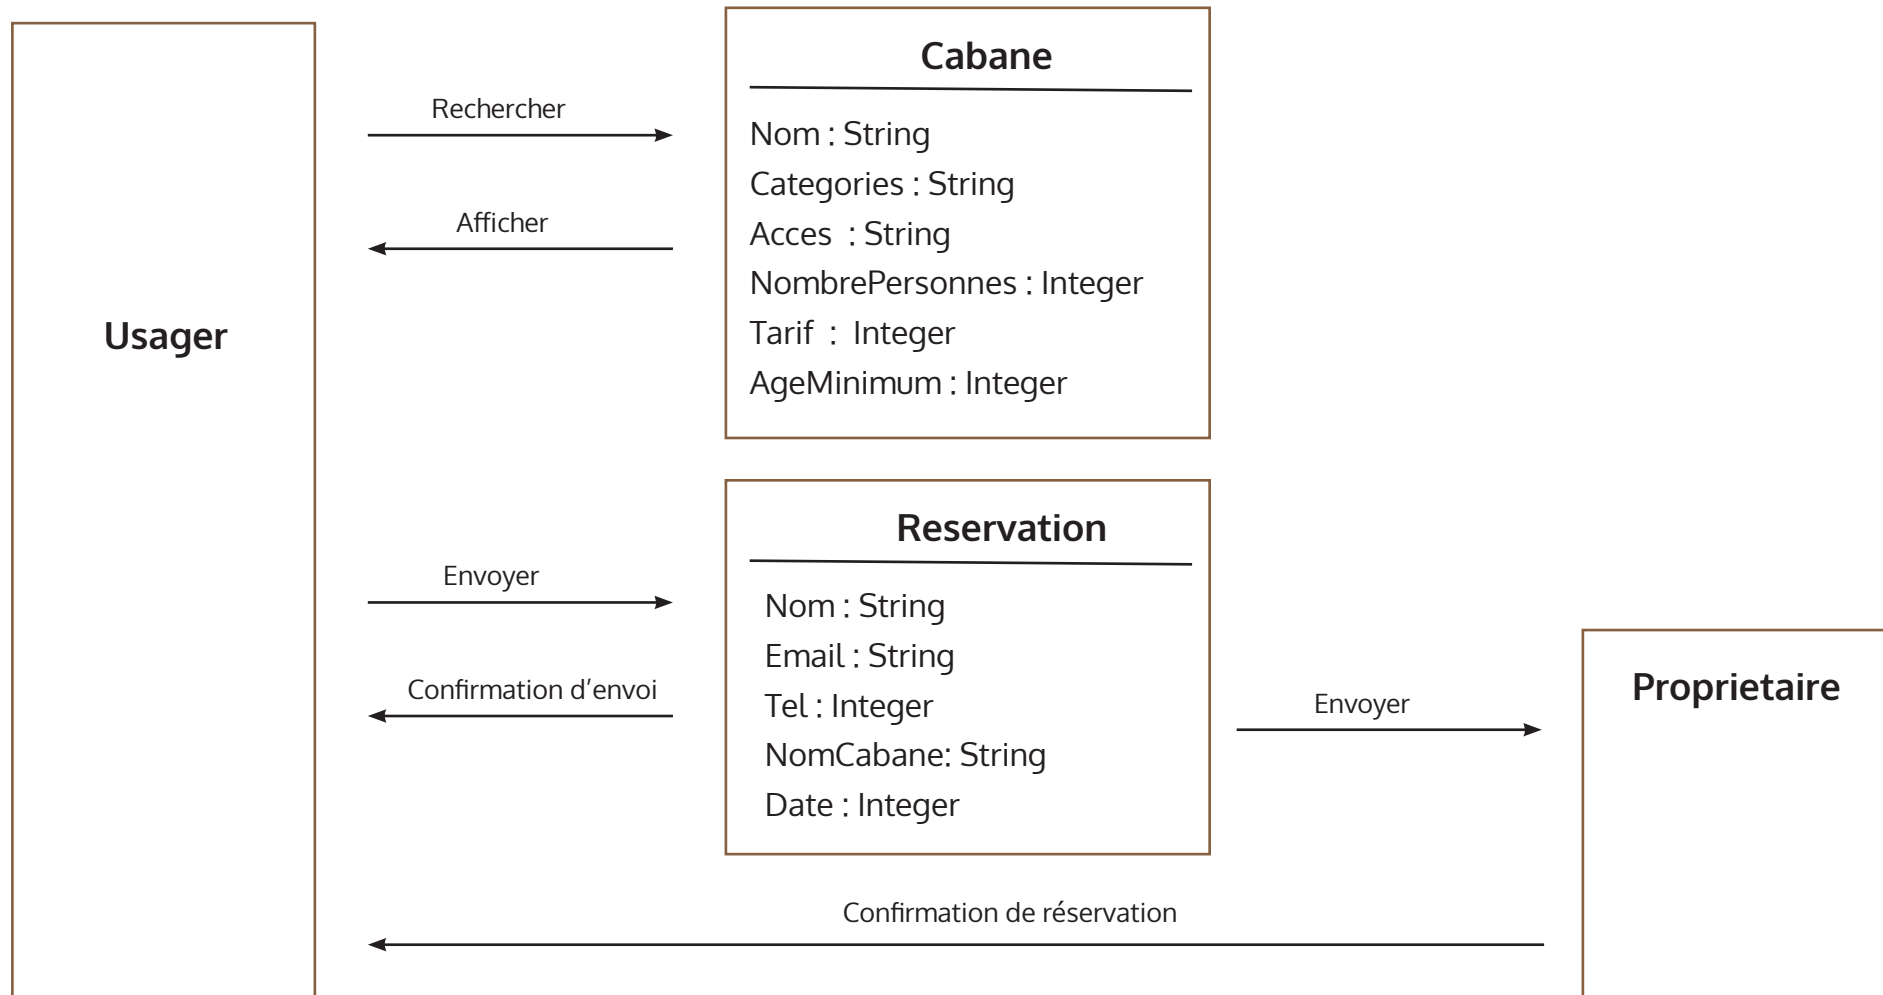 Usager
Rechercher
Afficher
Cabane
Nom : String
Categories : String
Acces : String
NombrePersonnes : Integer
Tarif : Integer
AgeMinimum : Integer
Envoyer
Confirmation d’envoi
Reservation
Nom : String
Email : String
Tel : Integer
NomCabane: String
Date : Integer
Envoyer
Proprietaire
Confirmation de réservation